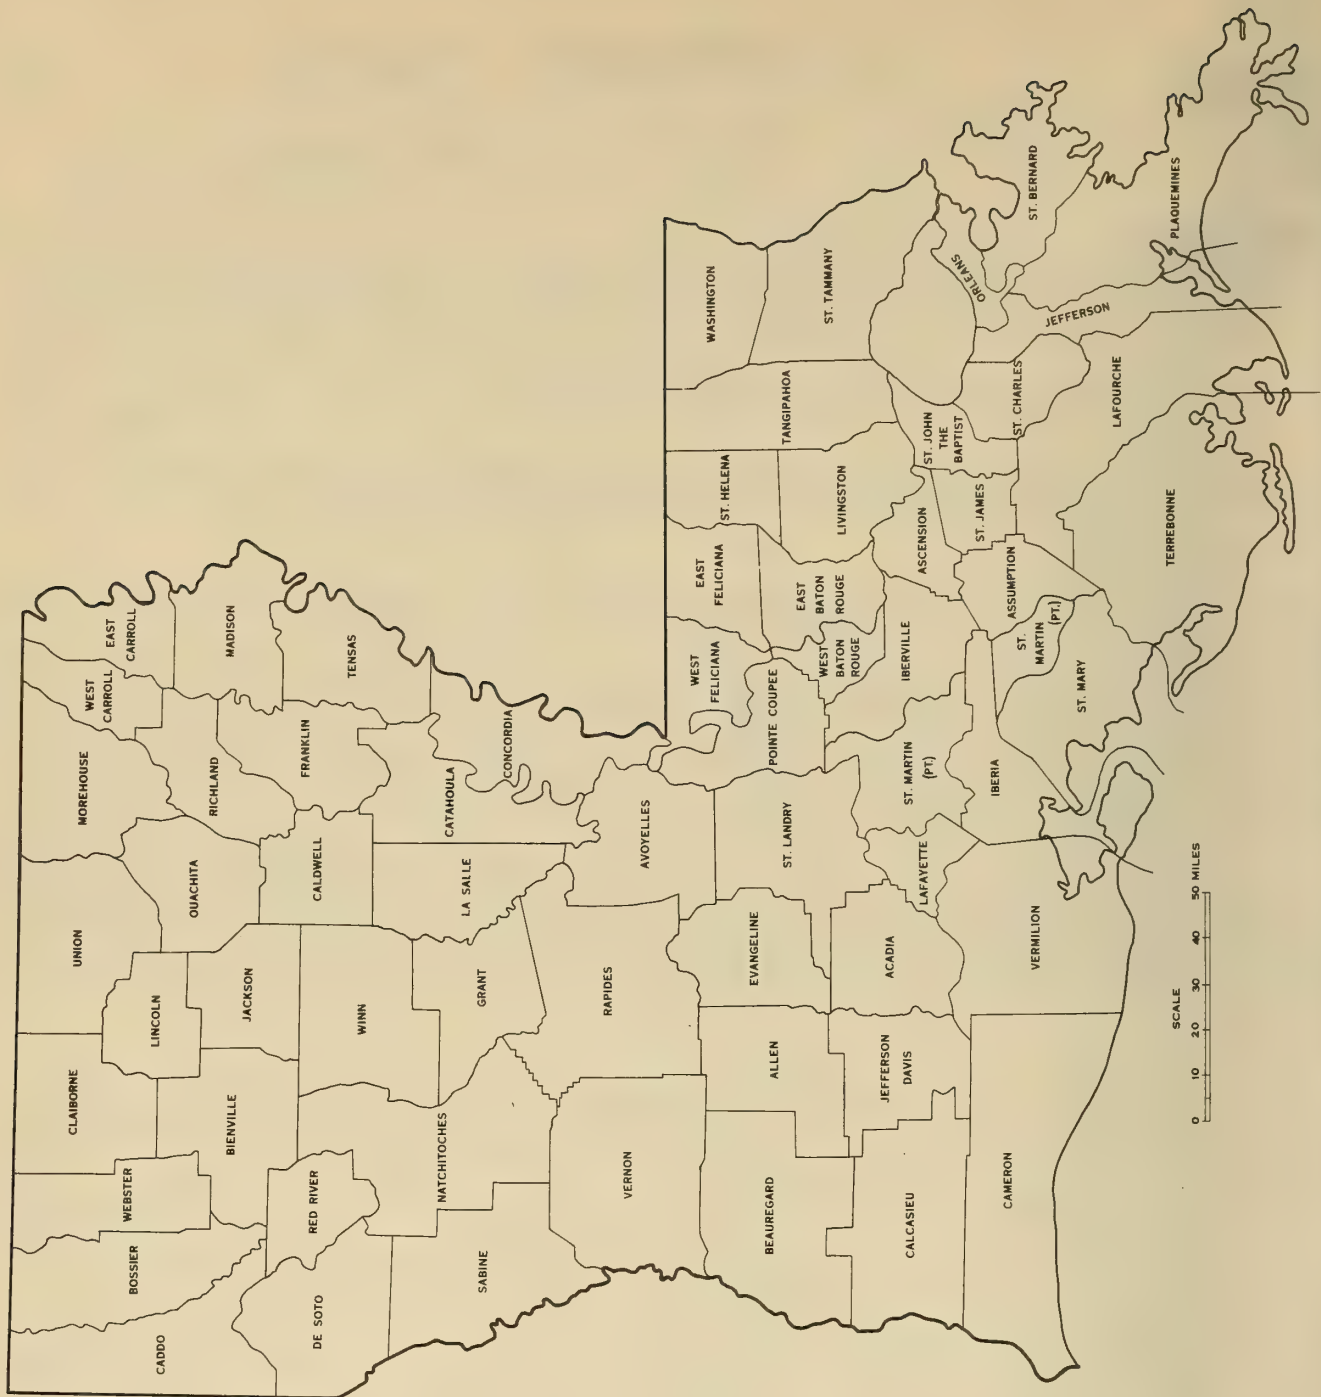 CADDO
BOSSIER
WEBSTER
CLAIBORNE
UNION
MOREHOUSE
WEST
CARROLL
EAST
CARROLL
LINCOLN
OUACHITA
RICHLAND
MADISON
DE SOTO
RED RIVER
BIENVILLE
JACKSON
CALDWELL
FRANKLIN
TENSAS
SABINE
NATCHITOCHES
WINN
GRANT
LA SALLE
CATAHOULA
CONCORDIA
VERNON
RAPIDES
AVOYELLES
BEAUREGARD
ALLEN
EVANGELINE
ST. LANDRY
POINTE COUPEE
WEST
FELICIANA
EAST
FELICIANA
ST. HELENA
TANGIPAHOA
WASHINGTON
WEST
BATON
ROUGE
EAST
BATON
ROUGE
LIVINGSTON
ST. TAMMANY
CALCASIEU
JEFFERSON
DAVIS
ACADIA
LAFAYETTE
ST. MARTIN
(PT.)
IBERVILLE
ASCENSION
ST. JOHN
THE
BAPTIST
ST. JAMES
ST. CHARLES
ORLEANS
ST. BERNARD
CAMERON
VERMILION
IBERIA
ST. MARY
ST.
MARTIN
(PT.)
ASSUMPTION
TERREBONNE
LAFOURCHE
JEFFERSON
PLAQUEMINES
SCALE
0 10 20 30 40 50 MILES